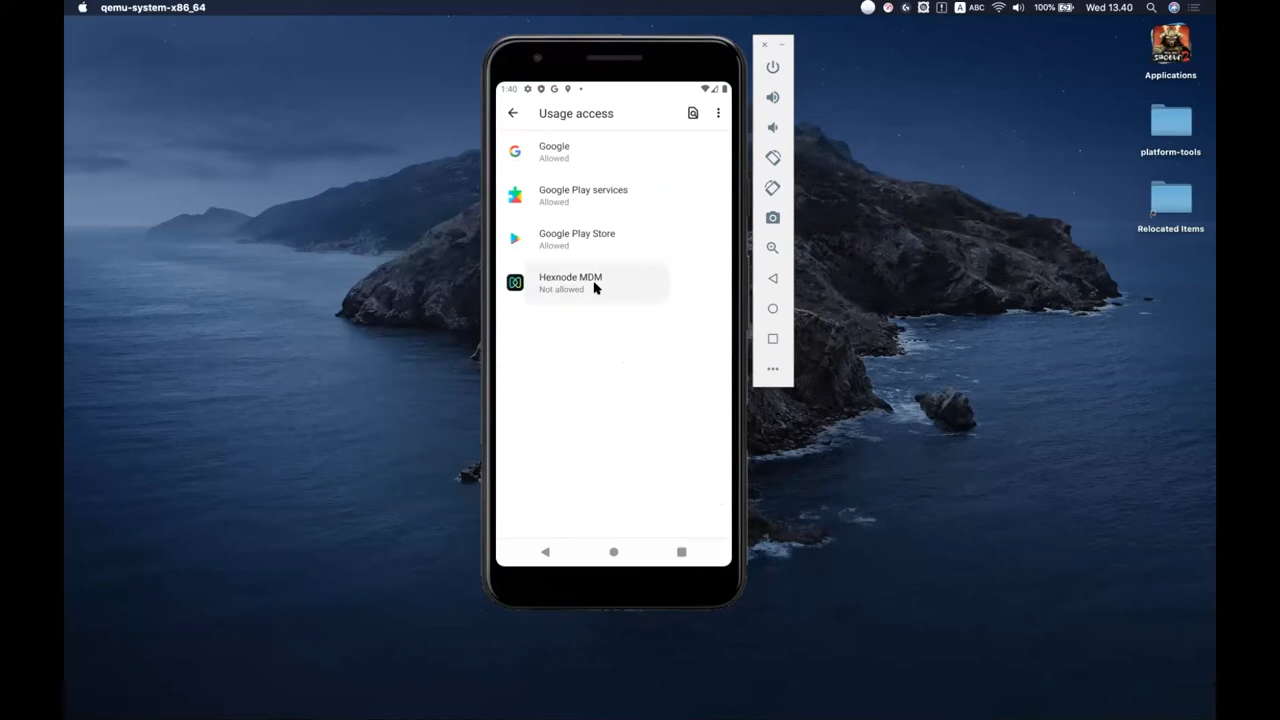 qemu-system-x86_64
A ABC 100% Wed 13.40
1:40
Usage access
Google
Allowed
Google Play services
Allowed
Google Play Store
Allowed
Hexnode MDM
Not allowed
Applications
platform-tools
Relocated Items